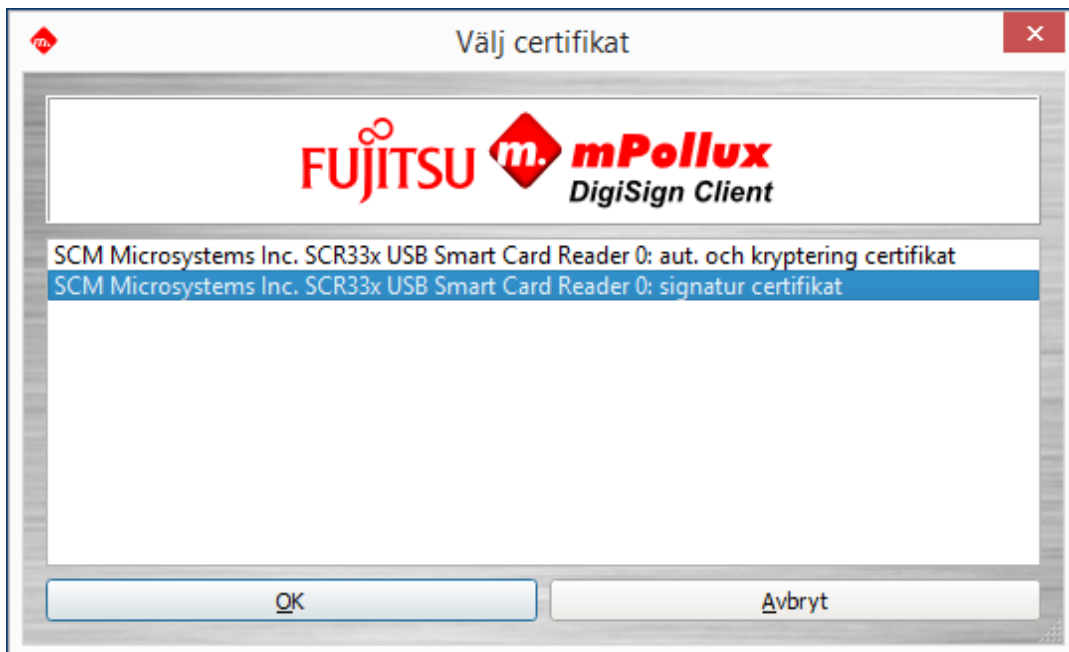 m.
Välj certifikat
FUJITSU m. mPollux
DigiSign Client
SCM Microsystems Inc. SCR33x USB Smart Card Reader 0: aut. och kryptering certifikat
SCM Microsystems Inc. SCR33x USB Smart Card Reader 0: signatur certifikat
OK
Avbryt